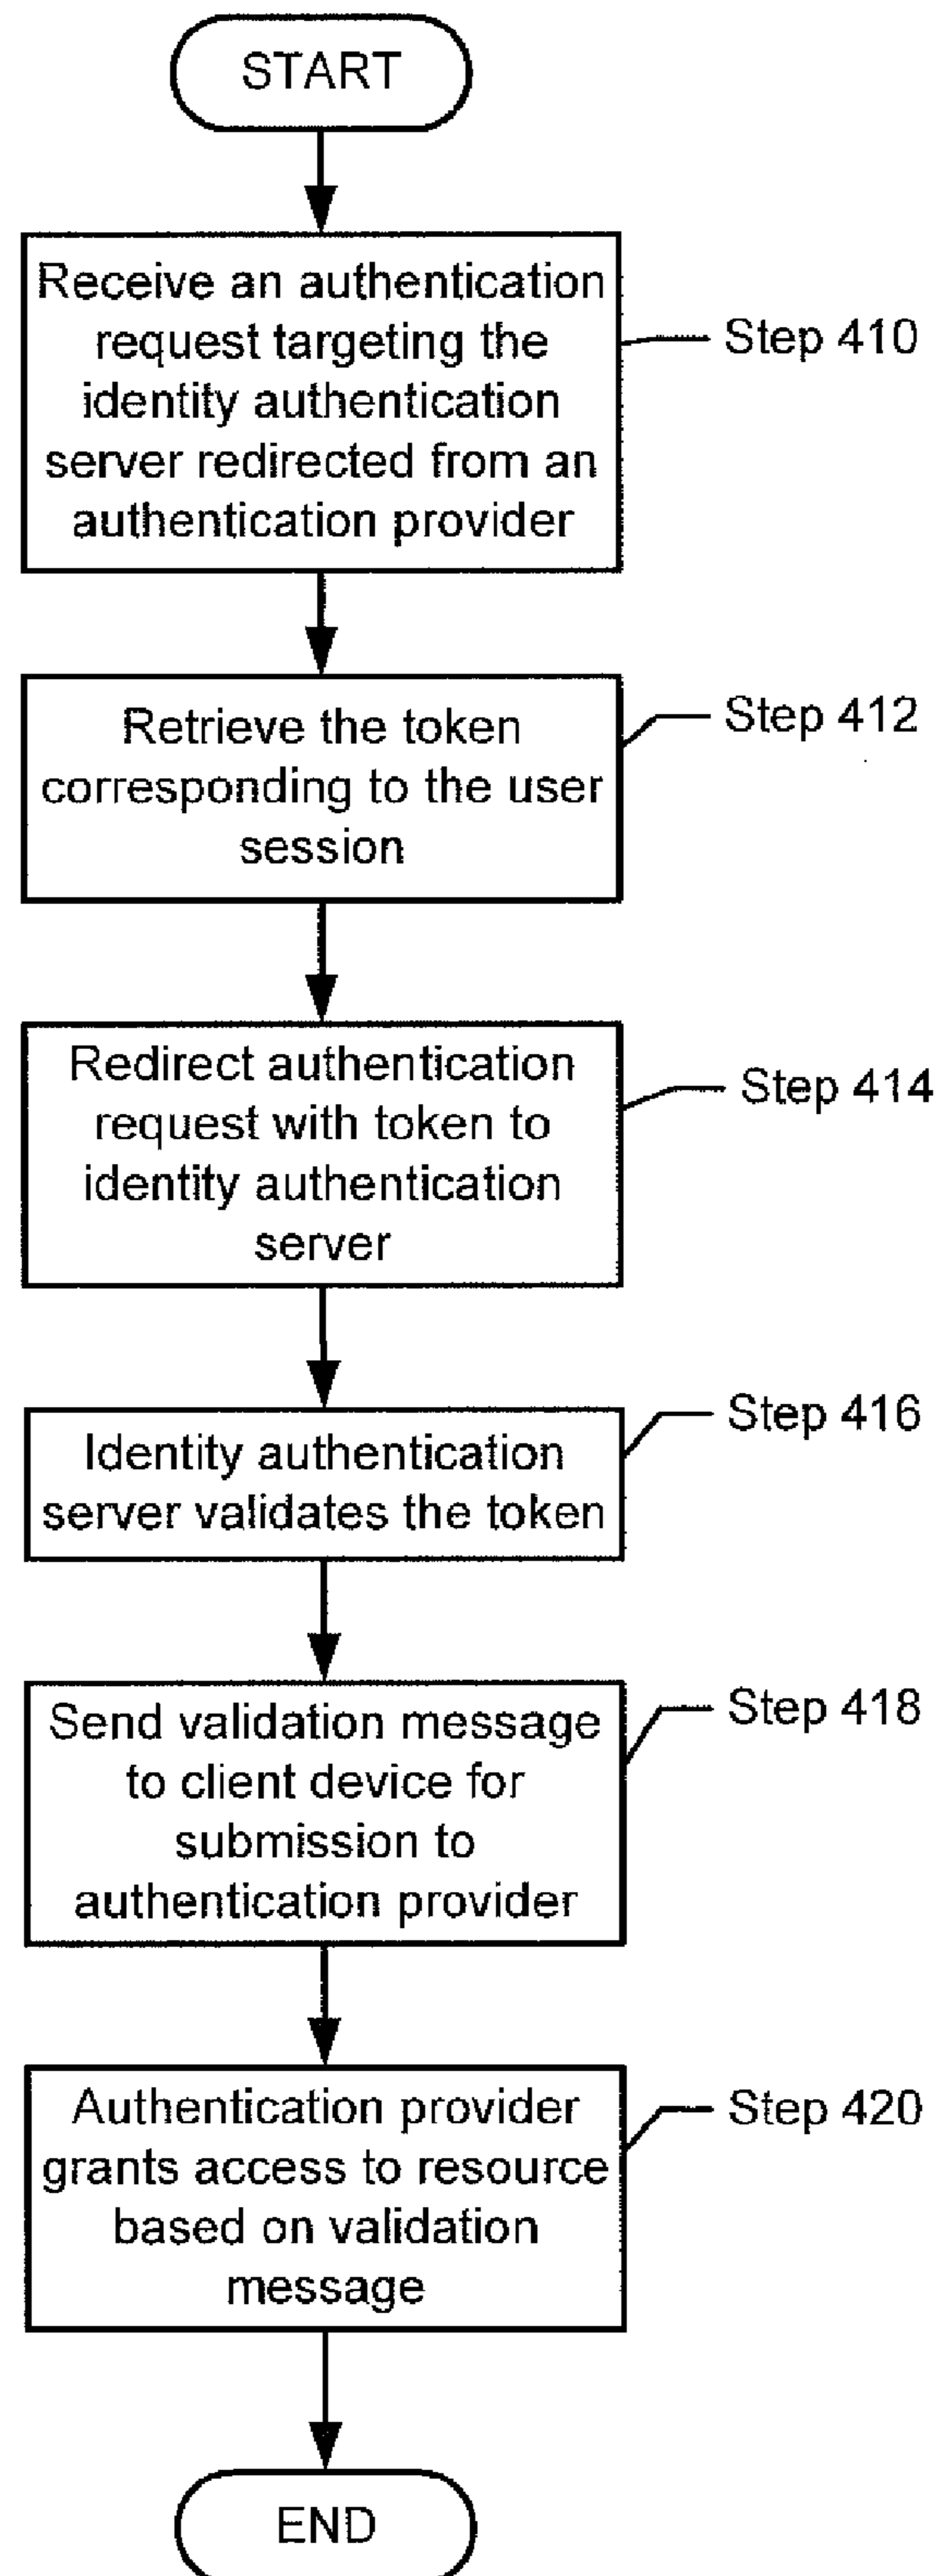 START
Receive an authentication
request targeting the
identity authentication
server redirected from an
authentication provider
Step 410
Retrieve the token
corresponding to the user
session
Step 412
Redirect authentication
request with token to
identity authentication
server
Step 414
Identity authentication
server validates the token
Step 416
Send validation message
to client device for
submission to
authentication provider
Step 418
Authentication provider
grants access to resource
based on validation
message
Step 420
END